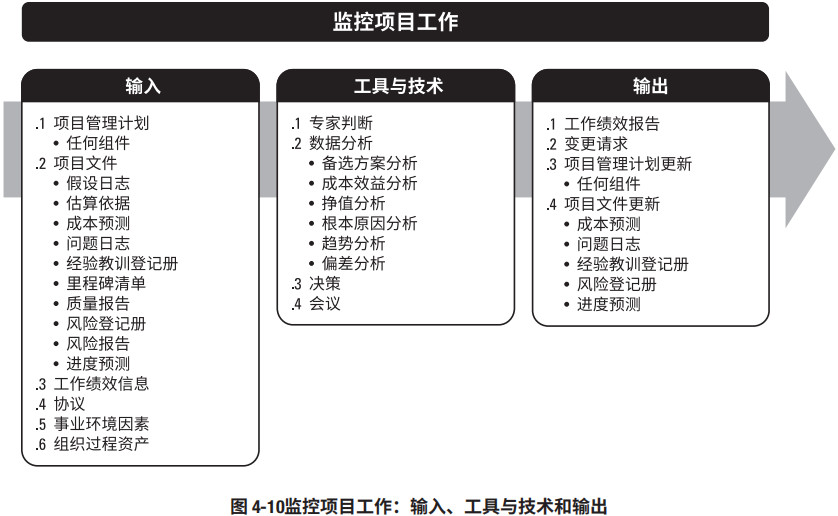 监控项目工作
输入
.1 项目管理计划
• 任何组件
.2 项目文件
• 假设日志
• 估算依据
• 成本预测
• 问题日志
• 经验教训登记册
• 里程碑清单
• 质量报告
• 风险登记册
• 风险报告
• 进度预测
.3 工作绩效信息
.4 协议
.5 事业环境因素
.6 组织过程资产
工具与技术
.1 专家判断
.2 数据分析
• 备选方案分析
• 成本效益分析
• 挣值分析
• 根本原因分析
• 趋势分析
• 偏差分析
.3 决策
.4 会议
输出
.1 工作绩效报告
.2 变更请求
.3 项目管理计划更新
• 任何组件
.4 项目文件更新
• 成本预测
• 问题日志
• 经验教训登记册
• 风险登记册
• 进度预测
图 4-10监控项目工作：输入、工具与技术和输出